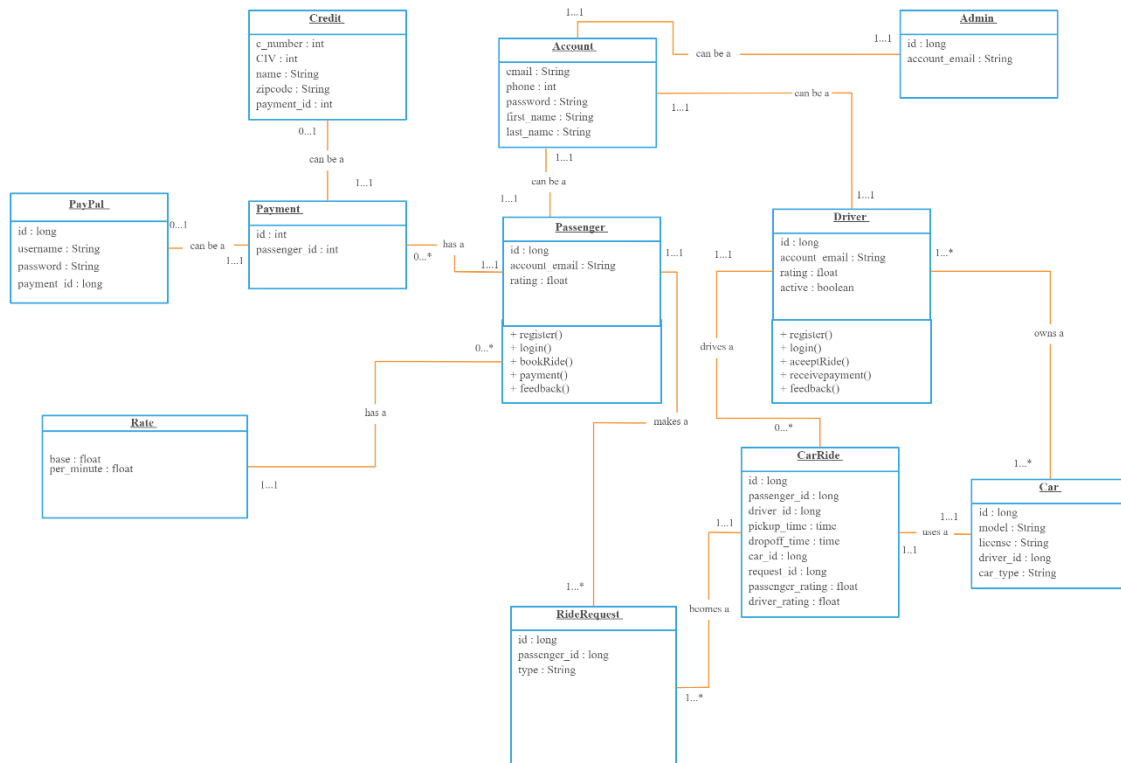 Credit
c_number : int
CIV : int
name : String
zipcode : String
payment_id : int
0...1
can be a
1...1
1...1
Account
email : String
phone : int
password : String
first_name : String
last_name : String
can be a
1...1
Admin
id : long
account_email : String
can be a
1...1
1...1
1...1
can be a
1...1
PayPal
id : long
username : String
password : String
payment_id : long
0...1
can be a
1...1
Payment
id : int
passenger_id : int
has a
0...*
1...1
Passenger
id : long
account_email : String
rating : float
+ register()
+ login()
+ bookRide()
+ payment()
+ feedback()
1...1
0...*
Driver
id : long
account_email : String
rating : float
active : boolean
+ register()
+ login()
+ aceeptRide()
+ receivepayment()
+ feedback()
1...1
1...*
drives a
owns a
has a
makes a
Rate
base : float
per_minute : float
1...1
0...*
1...*
CarRide
id : long
passenger_id : long
driver_id : long
pickup_time : time
dropoff_time : time
car_id : long
request_id : long
passenger_rating : float
driver_rating : float
1...1
1...1
uses a
1...1
Car
id : long
model : String
license : String
driver_id : long
car_type : String
1...*
becomes a
RideRequest
id : long
passenger_id : long
type : String
1...*